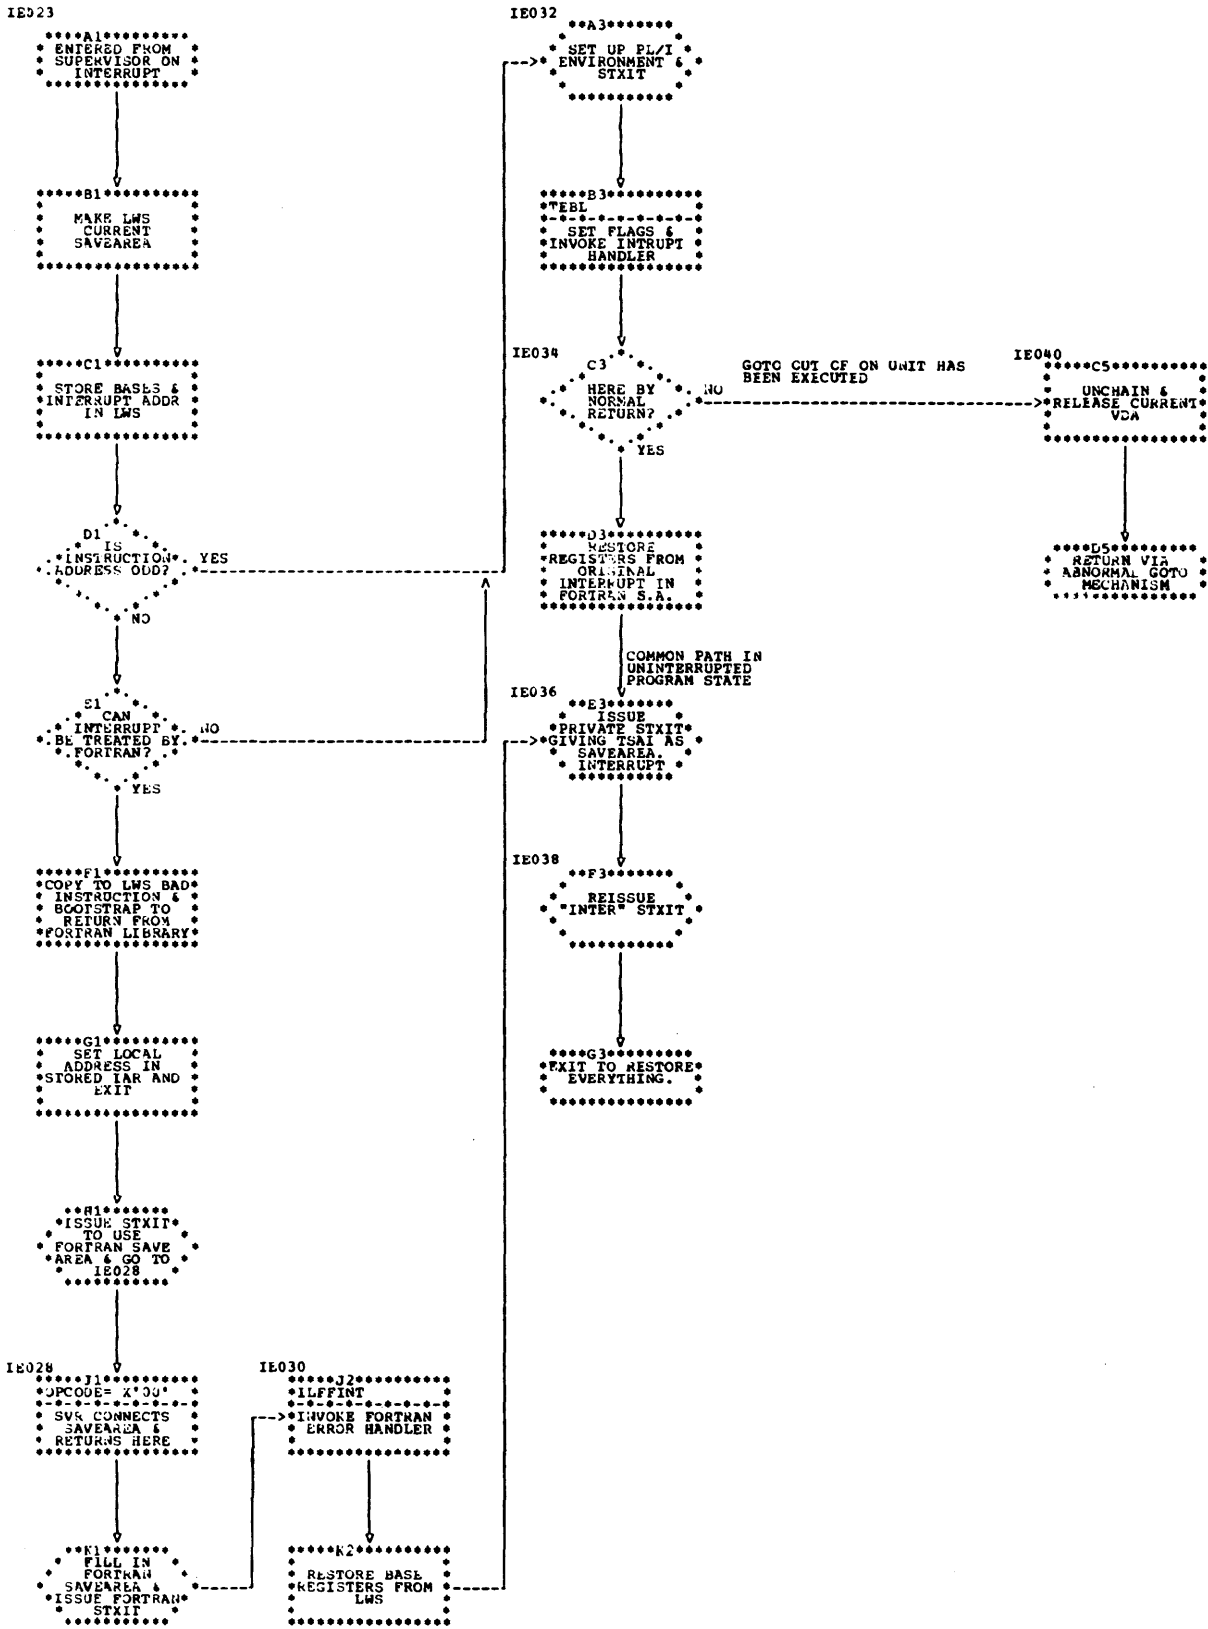 IE023
A1
ENTERED FROM
SUPERVISOR ON
INTERRUPT
B1
MAKE LWS
CURRENT
SAVEAREA
C1
STORE BASES &
INTERRUPT ADDR
IN LWS
D1
IS
INSTRUCTION
ADDRESS ODD?
YES
NO
E1
CAN
INTERRUPT
BE TREATED BY
FORTRAN?
NO
YES
F1
COPY TO LWS BAD
INSTRUCTION &
BOOTSTRAP TO
RETURN FROM
FORTRAN LIBRARY
G1
SET LOCAL
ADDRESS IN
STORED IAR AND
EXIT
H1
ISSUE STXIT
TO USE
FORTRAN SAVE
AREA & GO TO
IE028
IE028
J1
OPCODE= X'00'
SVR CONNECTS
SAVEAREA &
RETURNS HERE
K1
FILL IN
FORTRAN
SAVEAREA &
ISSUE FORTRAN
STXIT
IE030
J2
ILFFINT
INVOKE FORTRAN
ERROR HANDLER
K2
RESTORE BASE
REGISTERS FROM
LWS
IE032
A3
SET UP PL/I
ENVIRONMENT &
STXIT
B3
TEBL
SET FLAGS &
INVOKE INTRUPT
HANDLER
IE034
C3
HERE BY
NORMAL
RETURN?
NO
YES
GOTO OUT OF ON UNIT HAS
BEEN EXECUTED
D3
RESTORE
REGISTERS FROM
ORIGINAL
INTERRUPT IN
FORTRAN S.A.
COMMON PATH IN
UNINTERRUPTED
PROGRAM STATE
IE036
E3
ISSUE
PRIVATE STXIT
GIVING TSAI AS
SAVEAREA.
INTERRUPT
IE038
F3
REISSUE
"INTER" STXIT
G3
EXIT TO RESTORE
EVERYTHING.
IE040
C5
UNCHAIN &
RELEASE CURRENT
VDA
D5
RETURN VIA
ABNORMAL GOTO
MECHANISM